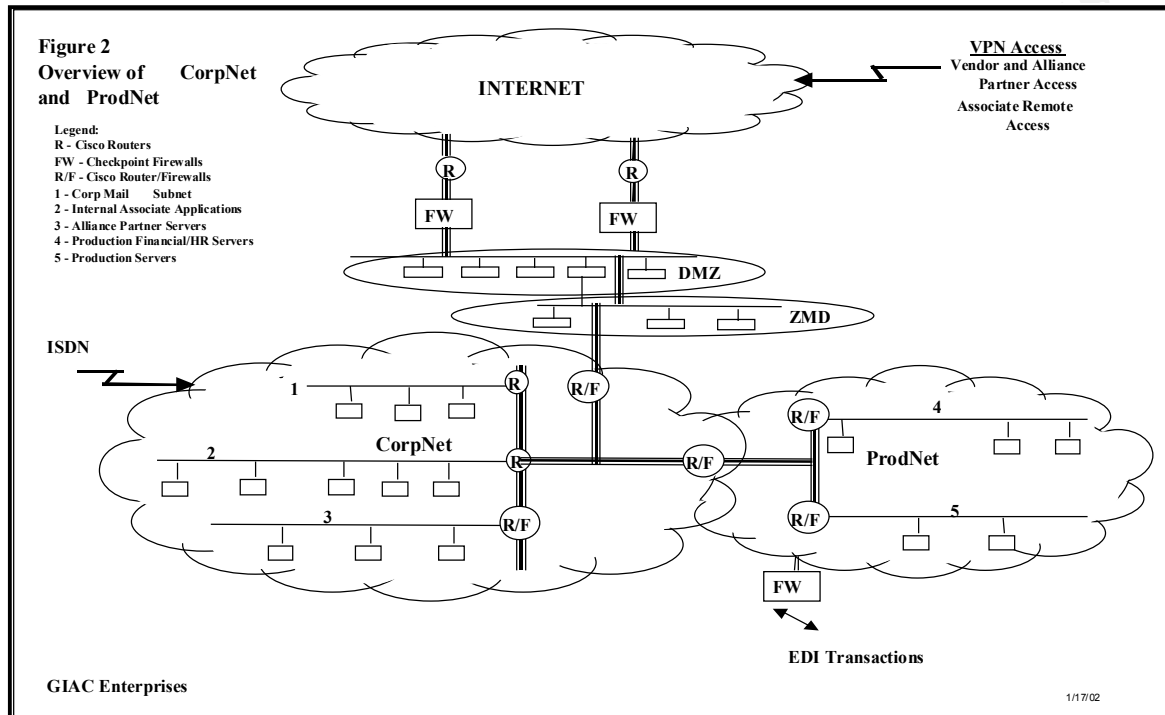 Figure 2
Overview of CorpNet
and ProdNet
Legend:
R - Cisco Routers
FW - Checkpoint Firewalls
R/F - Cisco Router/Firewalls
1 - Corp Mail Subnet
2 - Internal Associate Applications
3 - Alliance Partner Servers
4 - Production Financial/HR Servers
5 - Production Servers
INTERNET
VPN Access
Vendor and Alliance
Partner Access
Associate Remote
Access
R
R
FW
FW
DMZ
ZMD
ISDN
1
R
R/F
CorpNet
2
R
R/F
3
R/F
R/F
4
ProdNet
R/F
5
FW
EDI Transactions
GIAC Enterprises
1/17/02